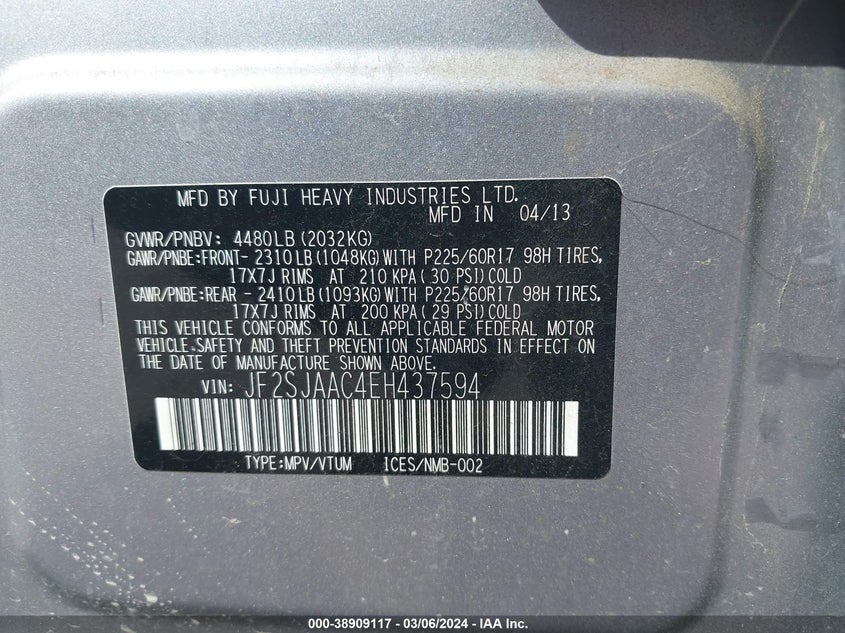 MFD BY FUJI HEAVY INDUSTRIES LTD.
MFD IN 04/13
GVWR/PNBV: 4480LB(2032KG)
GAWR/PNBE:FRONT- 2310LB(1048KG)WITH P225/60R17 98H TIRES,
17X7J RIMS AT 210 KPA(30 PSI)COLD
GAWR/PNBE:REAR - 2410LB(1093KG)WITH P225/60R17 98H TIRES,
17X7J RIMS AT 200 KPA(29 PSI)COLD
THIS VEHICLE CONFORMS TO ALL APPLICABLE FEDERAL MOTOR
VEHICLE SAFETY AND THEFT PREVENTION STANDARDS IN EFFECT ON
THE DATE OF MANUFACTURE SHOWN ABOVE.
VIN: JF2SJAAC4EH437594
TYPE:MPV/VTUM ICES/NMB-002
000-38909117 - 03/06/2024 - IAA Inc.